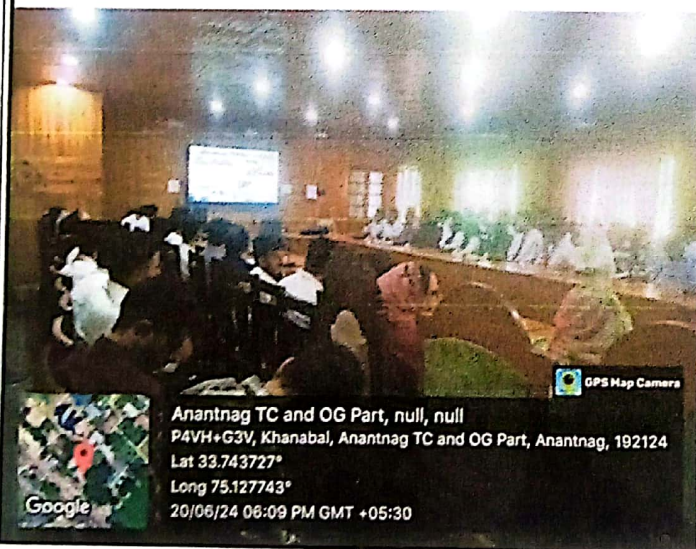 GPS Map Camera
Anantnag TC and OG Part, null, null
P4VH+G3V, Khanabal, Anantnag TC and OG Part, Anantnag, 192124
Lat 33.743727°
Long 75.127743°
20/06/24 06:09 PM GMT +05:30
Google